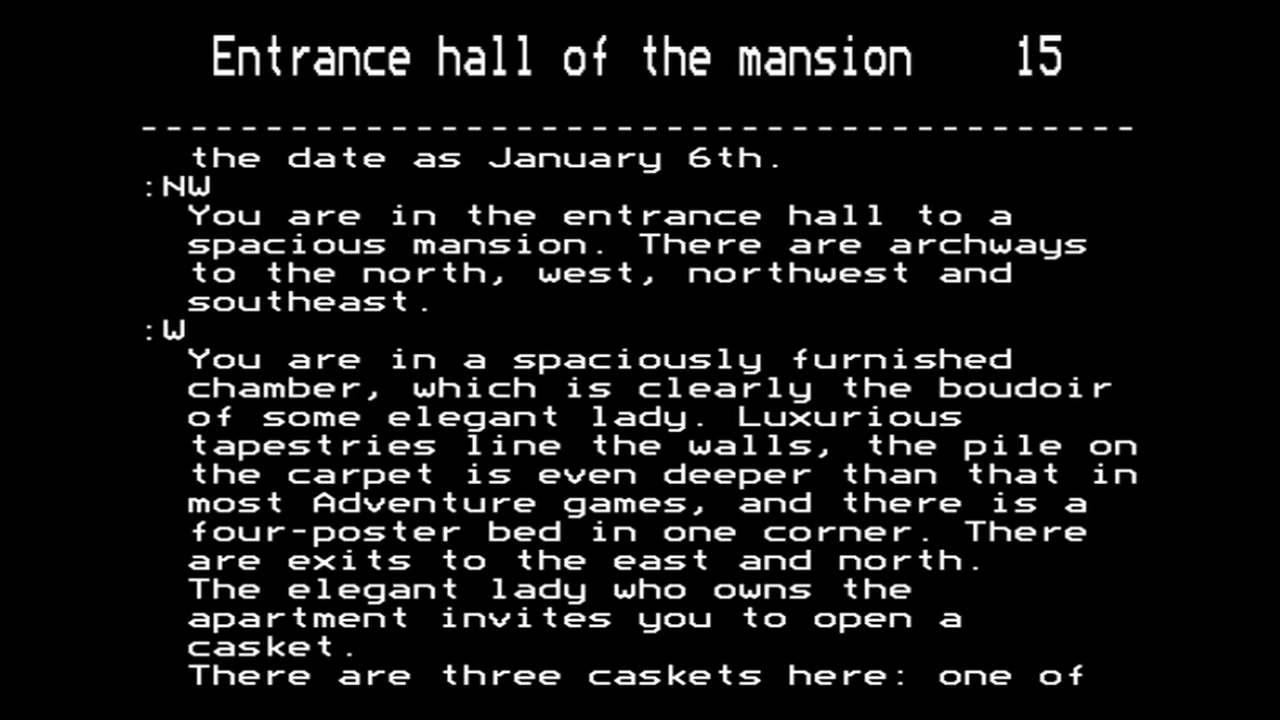 Entrance hall of the mansion 15
-----------------------------------------
the date as January 6th.
:NW
You are in the entrance hall to a
spacious mansion. There are archways
to the north, west, northwest and
southeast.
:W
You are in a spaciously furnished
chamber, which is clearly the boudoir
of some elegant lady. Luxurious
tapestries line the walls, the pile on
the carpet is even deeper than that in
most Adventure games, and there is a
four-poster bed in one corner. There
are exits to the east and north.
The elegant lady who owns the
apartment invites you to open a
casket.
There are three caskets here: one of